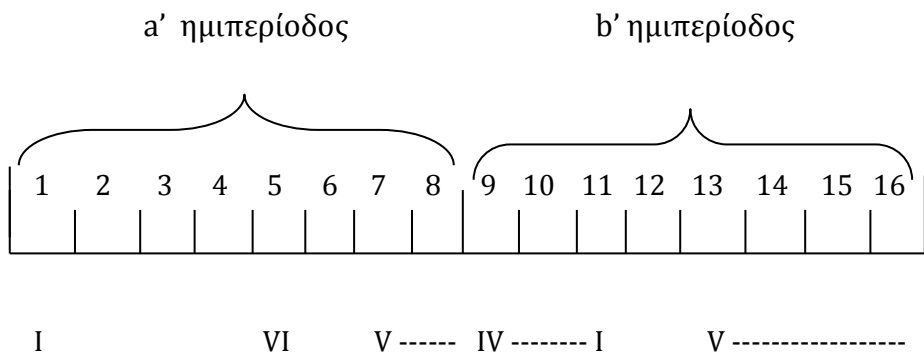 a’ ημιπερίοδος b’ ημιπερίοδος
1 2 3 4 5 6 7 8 9 10 11 12 13 14 15 16
I VI V ------ IV -------- I V -----------------